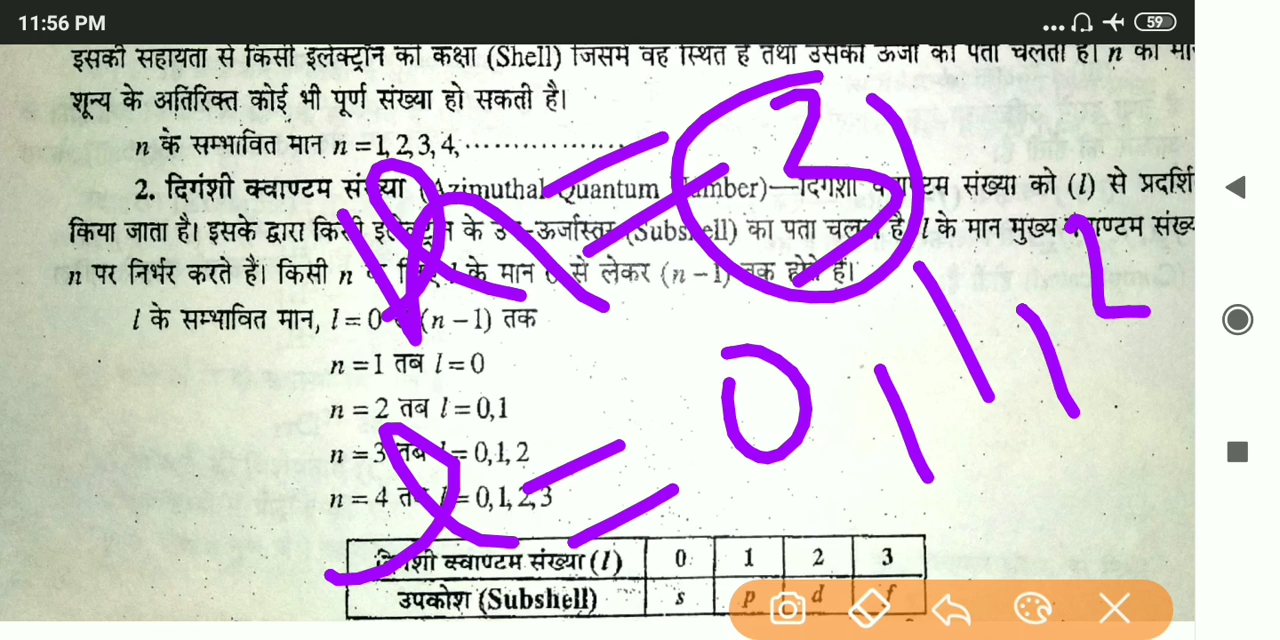 11:56 PM
59
इसकी सहायता से किसी इलेक्ट्रॉन की कक्षा (Shell) जिसमें वह स्थित है तथा उसकी ऊर्जा का पता चलता है। n का
शून्य के अतिरिक्त कोई भी पूर्ण संख्या हो सकती है।
n के सम्भावित मान n = 1, 2, 3, 4, ..................
n = 3
2. दिगंशी क्वाण्टम संख्या (Azimuthal Quantum Number)—दिगंशी क्वाण्टम संख्या को (l) से
किया जाता है। इसके द्वारा किसी इलेक्ट्रॉन के उप-ऊर्जास्तर (Subshell) का पता चलता है। l के मान मुख्य क्वाण्टम
n पर निर्भर करते हैं। किसी n के लिए l के मान 0 से लेकर (n – 1) तक होते हैं।
l के सम्भावित मान, l = 0 से (n – 1) तक
n = 1 तब l = 0
n = 2 तब l = 0, 1
n = 3 तब l = 0, 1, 2
n = 4 तब l = 0, 1, 2, 3
l = 0, 1, 2
दिगंशी क्वाण्टम संख्या (l) 0 1 2 3
उपकोश (Subshell) s p d f